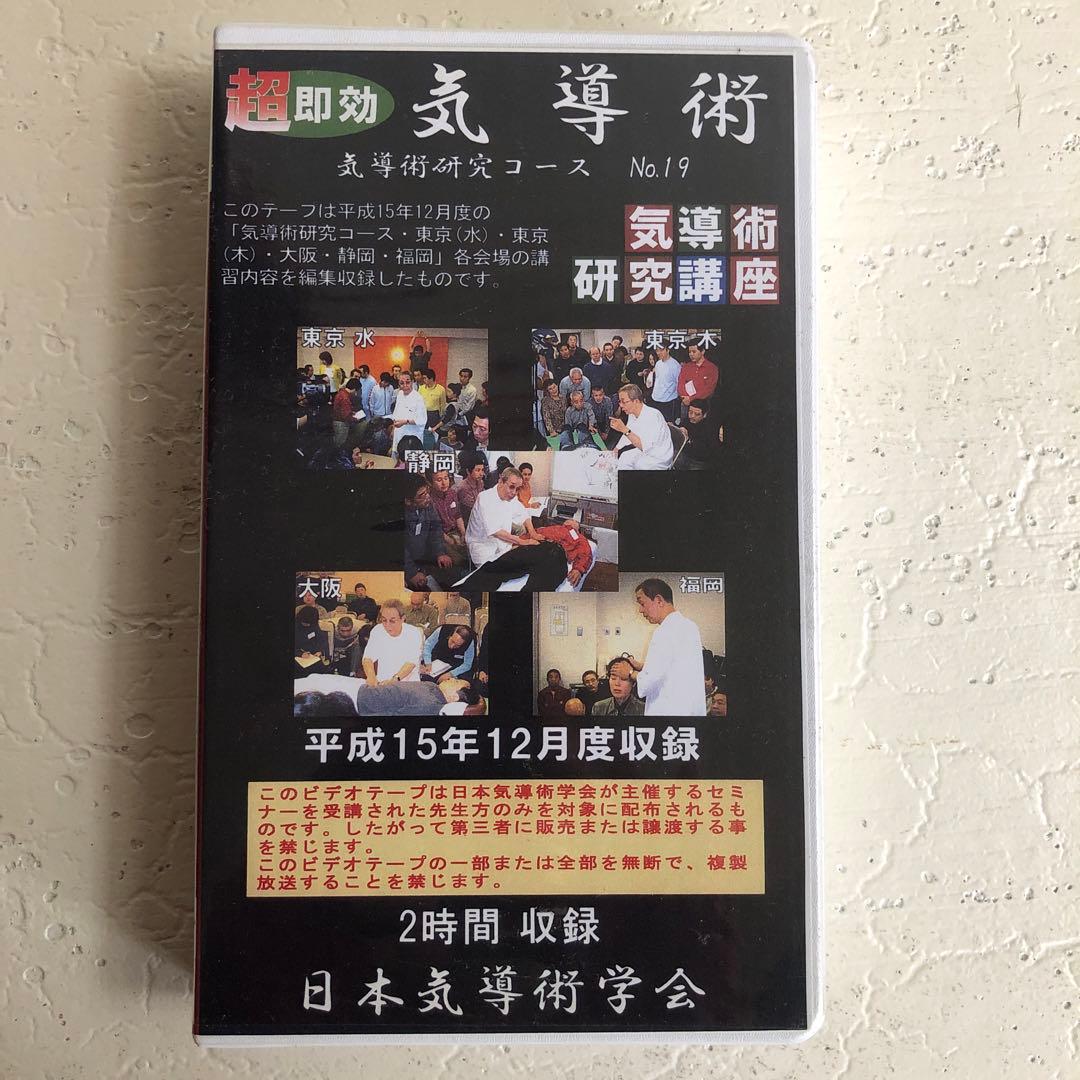 超即効 気導術
気導術研究コース No.19
このテープは平成15年12月度の
「気導術研究コース・東京(水)・東京
(木)・大阪・静岡・福岡」各会場の講
習内容を編集収録したものです。
気導術
研究講座
東京 水
東京 木
静岡
大阪
福岡
平成15年12月度収録
このビデオテープは日本気導術学会が主催するセミ
ナーを受講された先生方のみを対象に配布されるも
のです。したがって第三者に販売または譲渡する事
を禁じます。
このビデオテープの一部または全部を無断で、複製
放送することを禁じます。
2時間 収録
日本気導術学会